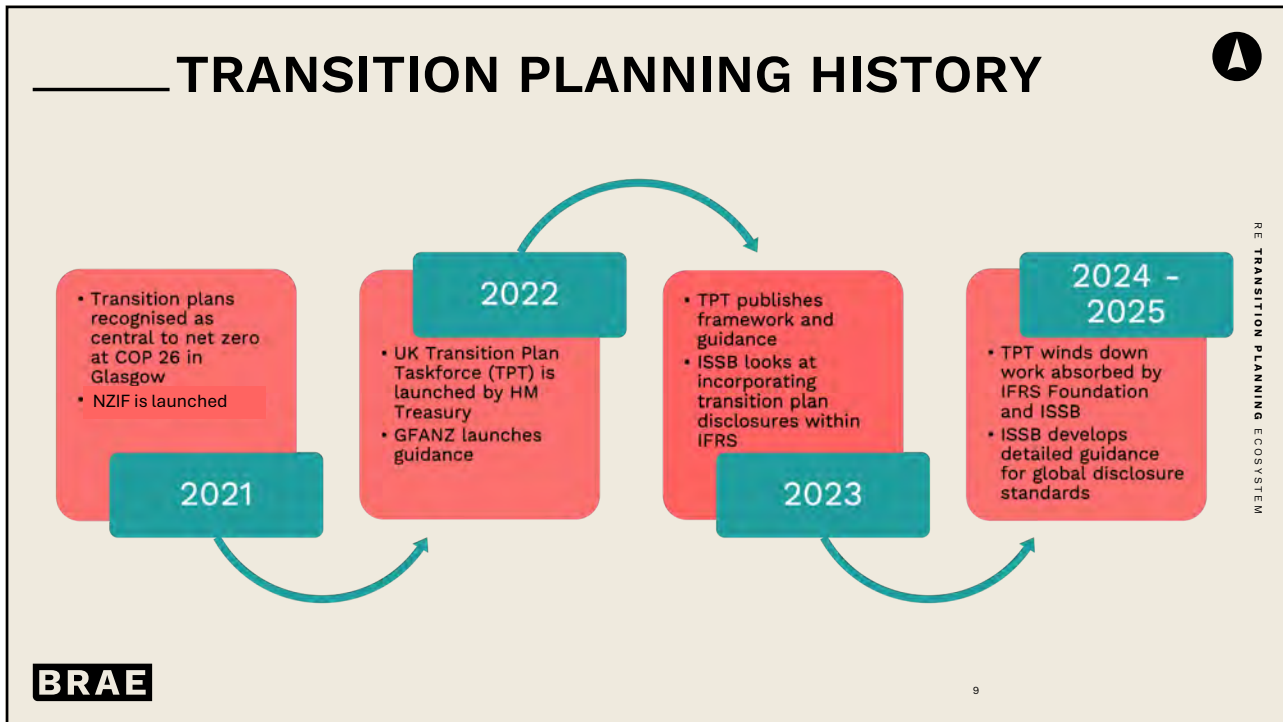 TRANSITION PLANNING HISTORY
• Transition plans
recognised as
central to net zero
at COP 26 in
Glasgow
• NZIF is launched
2021
2022
• UK Transition Plan
Taskforce (TPT) is
launched by HM
Treasury
• GFANZ launches
guidance
• TPT publishes
framework and
guidance
• ISSB looks at
incorporating
transition plan
disclosures within
IFRS
2023
2024 -
2025
• TPT winds down
work absorbed by
IFRS Foundation
and ISSB
• ISSB develops
detailed guidance
for global disclosure
standards
RE TRANSITION PLANNING ECOSYSTEM
BRAE
9